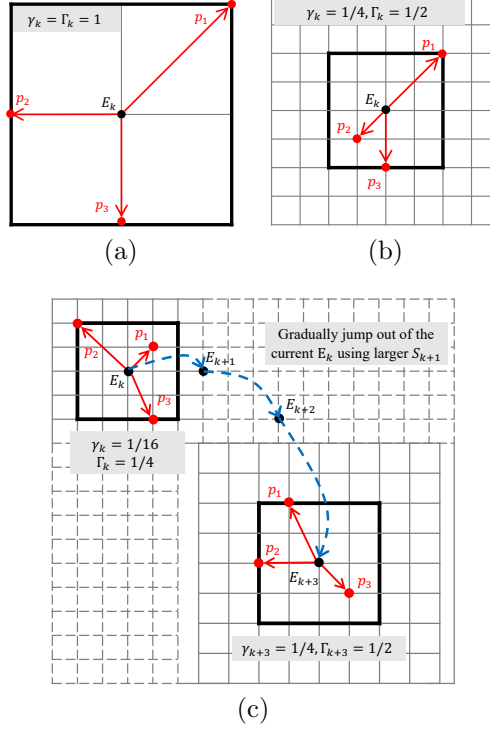 γₖ = Γₖ = 1
p₁
p₂
Eₖ
p₃
(a)
γₖ = 1/4, Γₖ = 1/2
p₁
Eₖ
p₂
p₃
(b)
Gradually jump out of the
current Eₖ using larger Sₖ₊₁
p₁
p₂
Eₖ
Eₖ₊₁
p₃
Eₖ₊₂
γₖ = 1/16
Γₖ = 1/4
p₁
p₂
Eₖ₊₃
p₃
γₖ₊₃ = 1/4, Γₖ₊₃ = 1/2
(c)